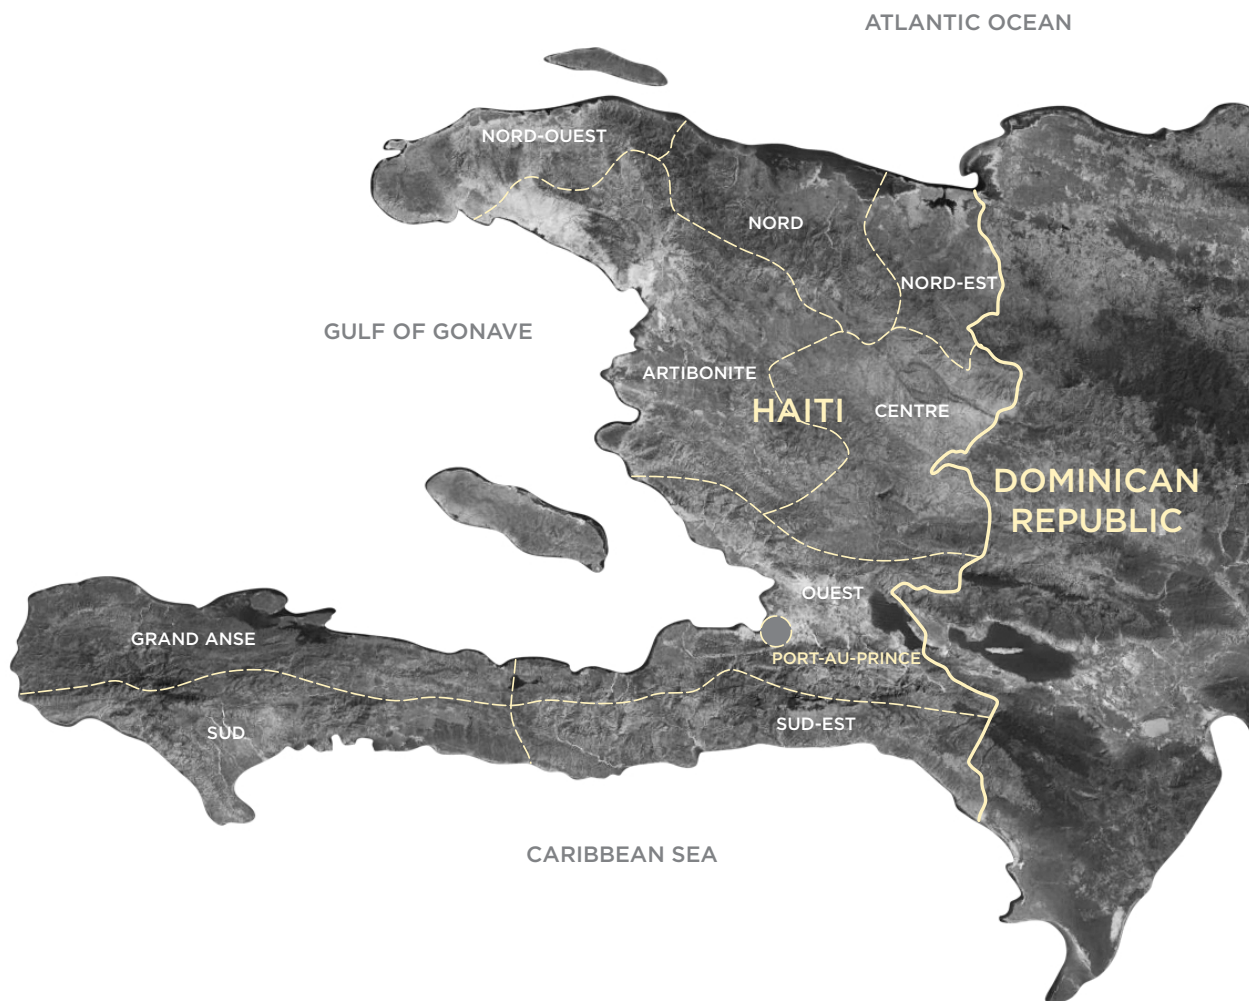 ATLANTIC OCEAN
NORD-OUEST
NORD
NORD-EST
GULF OF GONAVE
ARTIBONITE
HAITI
CENTRE
DOMINICAN
REPUBLIC
OUEST
GRAND ANSE
PORT-AU-PRINCE
SUD
SUD-EST
CARIBBEAN SEA